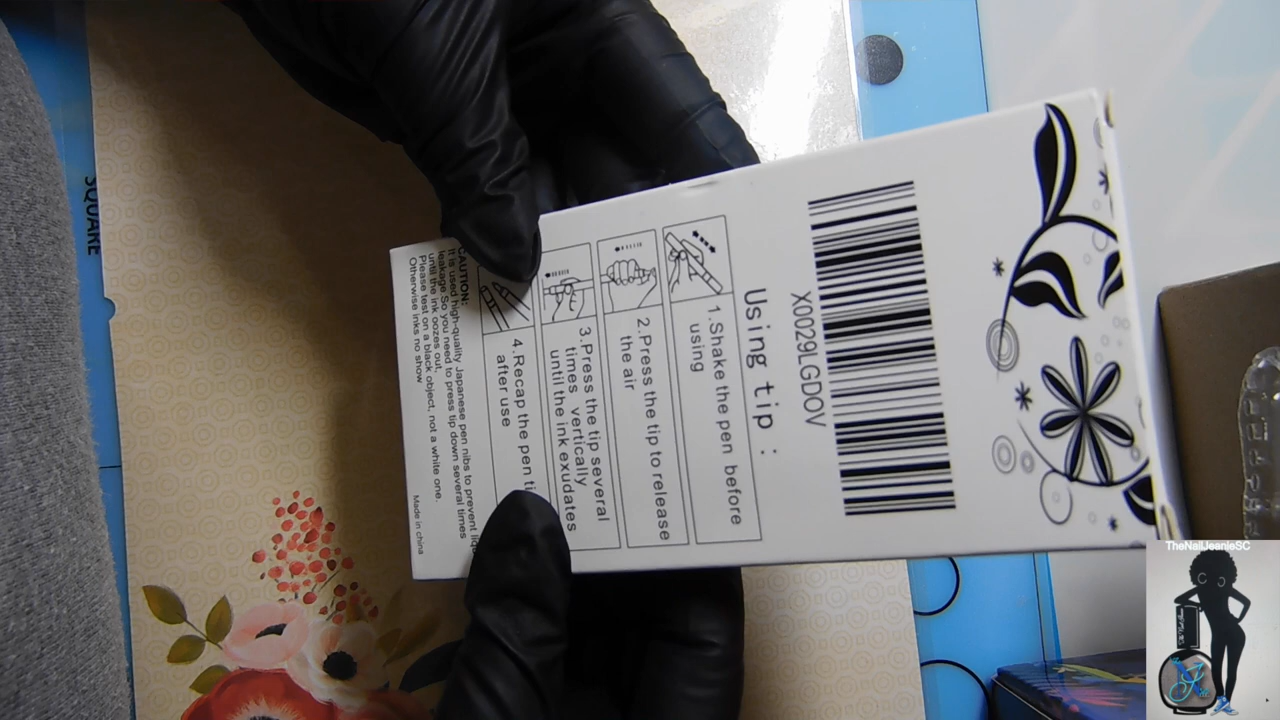 X0029LGDOV
Using tip :
1.Shake the pen before
using
2.Press the tip to release
the air
3.Press the tip several
times vertically
until the ink exudates
4.Recap the pen
after use
CAUTION:
It is used high-quality Japanese pen nibs to prevent
leakage So you need to press tip down several times
until the ink oozes out,
Please test on a black object, not a white one.
Otherwise inks no show
Made in china
SQUARE
TheNailJeanieSC